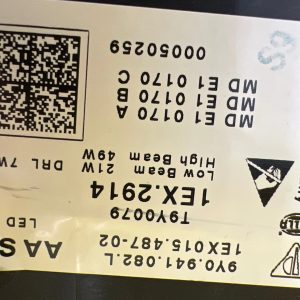 9Y0.941.082.L
1EX015.487-02
AAS
T9Y0079
LED
1EX.2914
Low Beam 21W
High Beam 49W
DRL 7W
MD E1 0170 A
MD E1 0170 B
MD E1 0170 C
00050259